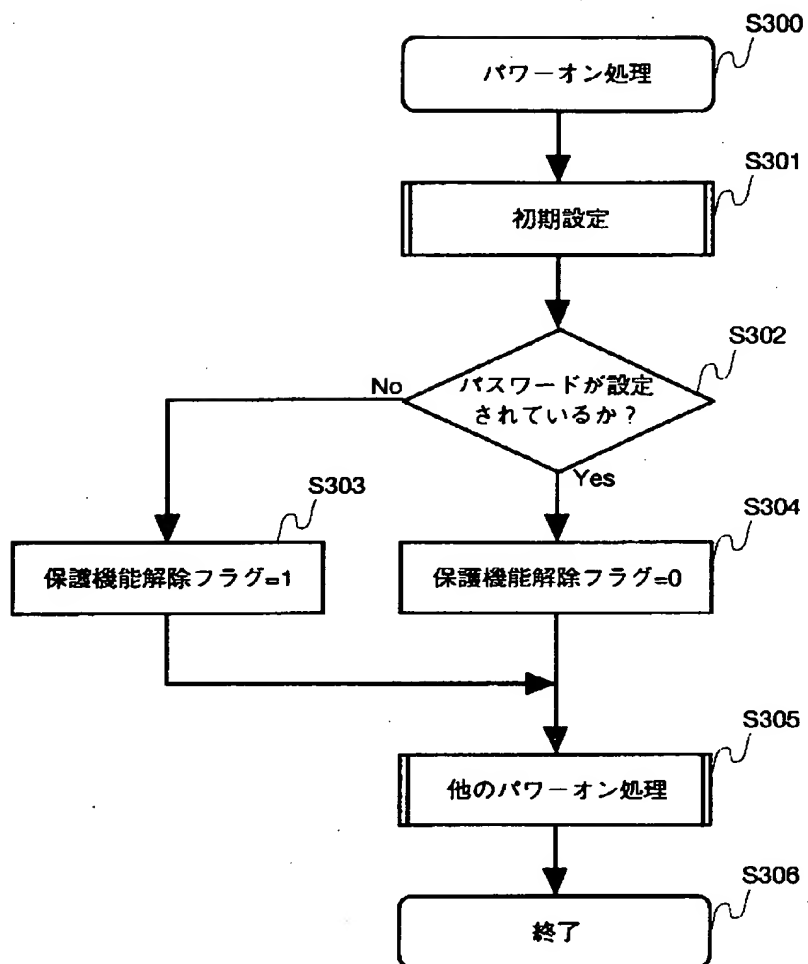 S300
パワーオン処理
S301
初期設定
S302
パスワードが設定
されているか？
No
Yes
S303
保護機能解除フラグ=1
S304
保護機能解除フラグ=0
S305
他のパワーオン処理
S306
終了